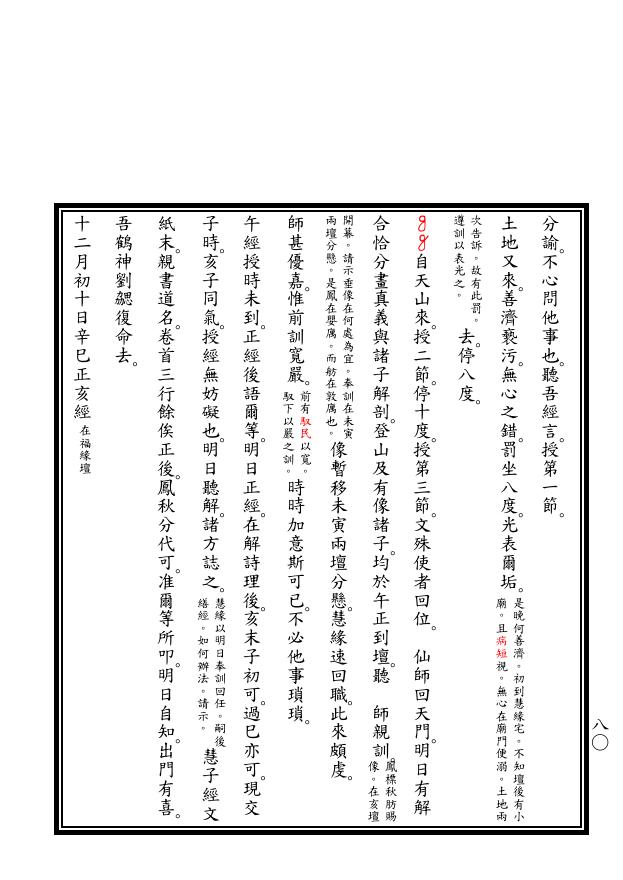 分諭。不心問他事也。聽吾經言。授第一節。
土地又來。善濟褻污。無心之錯。罰坐八度。光表爾垢。是晚何善濟。初到慧緣宅。不知壇後有小廟。且病短視。無心在廟門便溺。土地兩
次告訴。故有此罰。遵訓以表光之。去。停八度。
自天山來。授二節。停十度。授第三節。文殊使者回位。　仙師回天門。明日有解
合恰分畫真義與諸子解剖。登山及有像諸子。均於午正到壇。聽　師親訓。鳳標秋舫賜像。在亥壇
開幕。請示垂像在何處為宜。奉訓在未寅兩壇分懸。是鳳在嬰厲。而舫在敦厲也。像暫移未寅兩壇分懸。慧緣速回職。此來頗虔。
師甚優嘉。惟前訓寬嚴。前有馭民以寬。馭下以嚴之訓。時時加意斯可已。不必他事瑣瑣。
午經授時未到。正經後語爾等。明日正經。在解詩理後。亥末子初可。過巳亦可。現交
子時。亥子同氣。授經無妨礙也。明日聽解。諸方誌之。慧緣以明日奉訓回任。嗣後繕經。如何辦法。請示。慧子經文
紙末。親書道名。卷首三行餘俟正後。鳳秋分代可。准爾等所叩。明日自知。出門有喜。
吾鶴神劉勰復命去。
十二月初十日辛巳正亥經在福緣壇
八〇